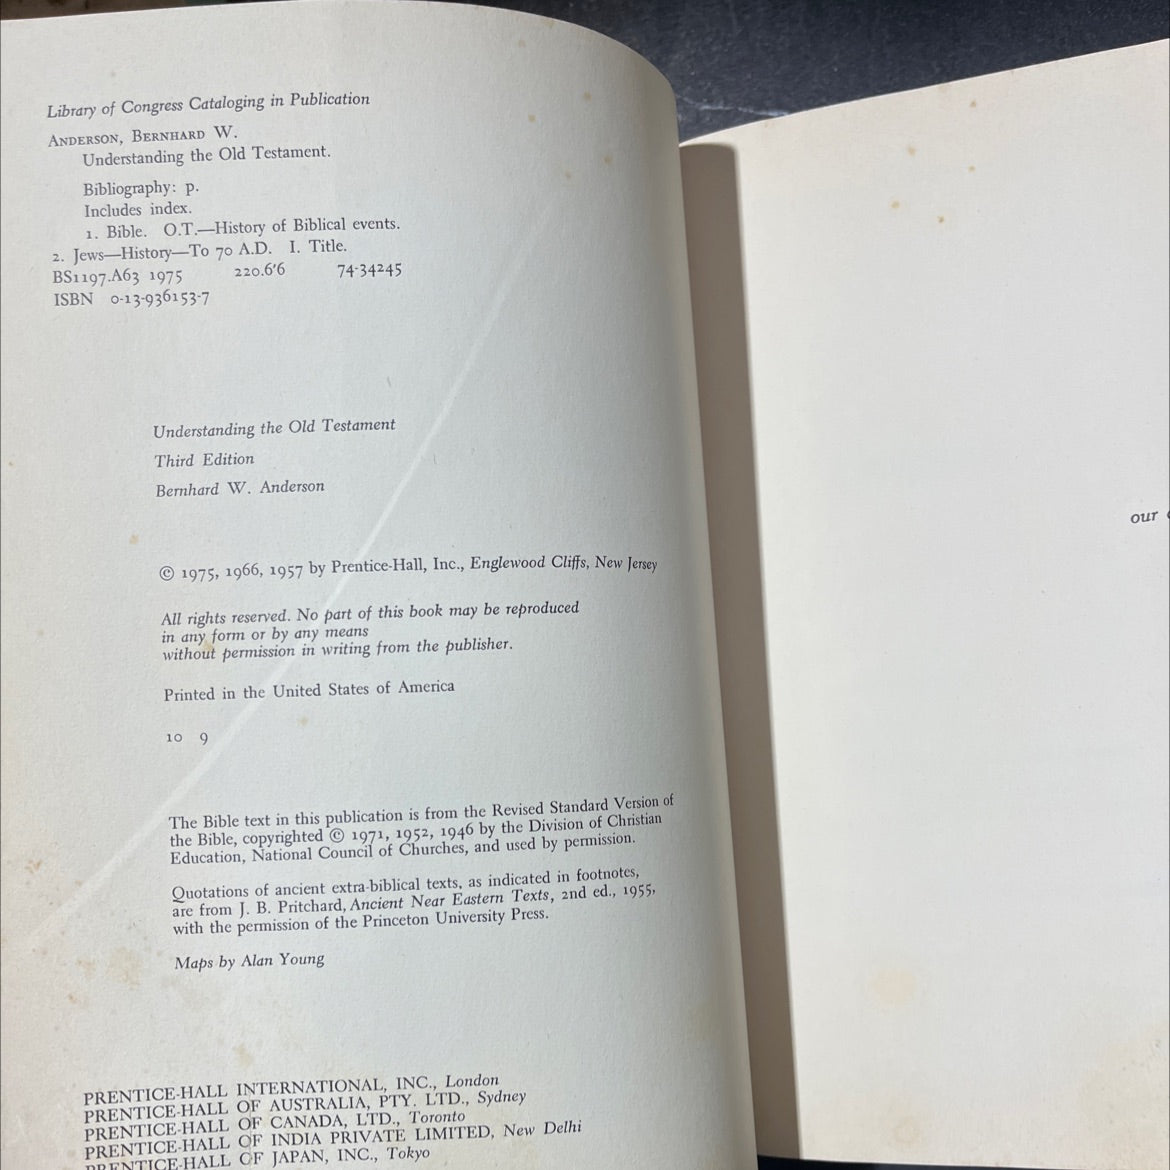 Library of Congress Cataloging in Publication
ANDERSON, BERNHARD W.
Understanding the Old Testament.
Bibliography: p.
Includes index.
1. Bible. O.T.—History of Biblical events.
2. Jews—History—To 70 A.D. I. Title.
BS1197.A63 1975 220.6'6 74-34245
ISBN 0-13-936153-7
Understanding the Old Testament
Third Edition
Bernhard W. Anderson
© 1975, 1966, 1957 by Prentice-Hall, Inc., Englewood Cliffs, New Jersey
All rights reserved. No part of this book may be reproduced
in any form or by any means
without permission in writing from the publisher.
Printed in the United States of America
10 9
The Bible text in this publication is from the Revised Standard Version of
the Bible, copyrighted © 1971, 1952, 1946 by the Division of Christian
Education, National Council of Churches, and used by permission.
Quotations of ancient extra-biblical texts, as indicated in footnotes,
are from J. B. Pritchard, Ancient Near Eastern Texts, 2nd ed., 1955,
with the permission of the Princeton University Press.
Maps by Alan Young
PRENTICE-HALL INTERNATIONAL, INC., London
PRENTICE-HALL OF AUSTRALIA, PTY. LTD., Sydney
PRENTICE-HALL OF CANADA, LTD., Toronto
PRENTICE-HALL OF INDIA PRIVATE LIMITED, New Delhi
PRENTICE-HALL OF JAPAN, INC., Tokyo
our